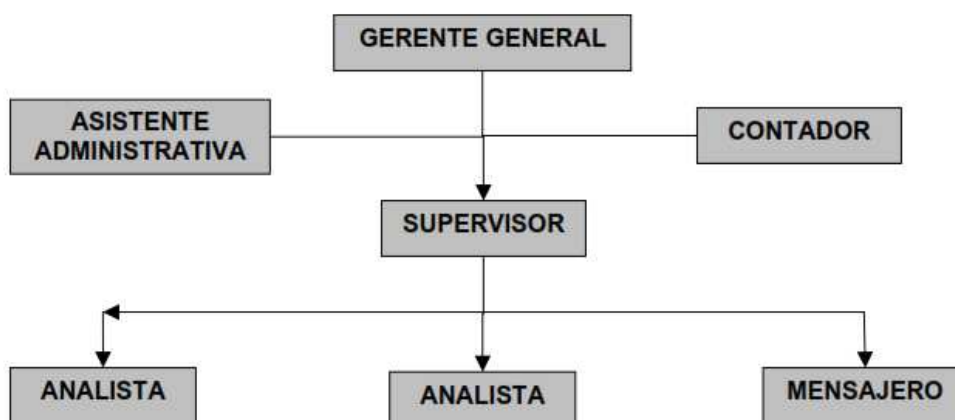 GERENTE GENERAL
ASISTENTE
ADMINISTRATIVA
CONTADOR
SUPERVISOR
ANALISTA
ANALISTA
MENSAJERO